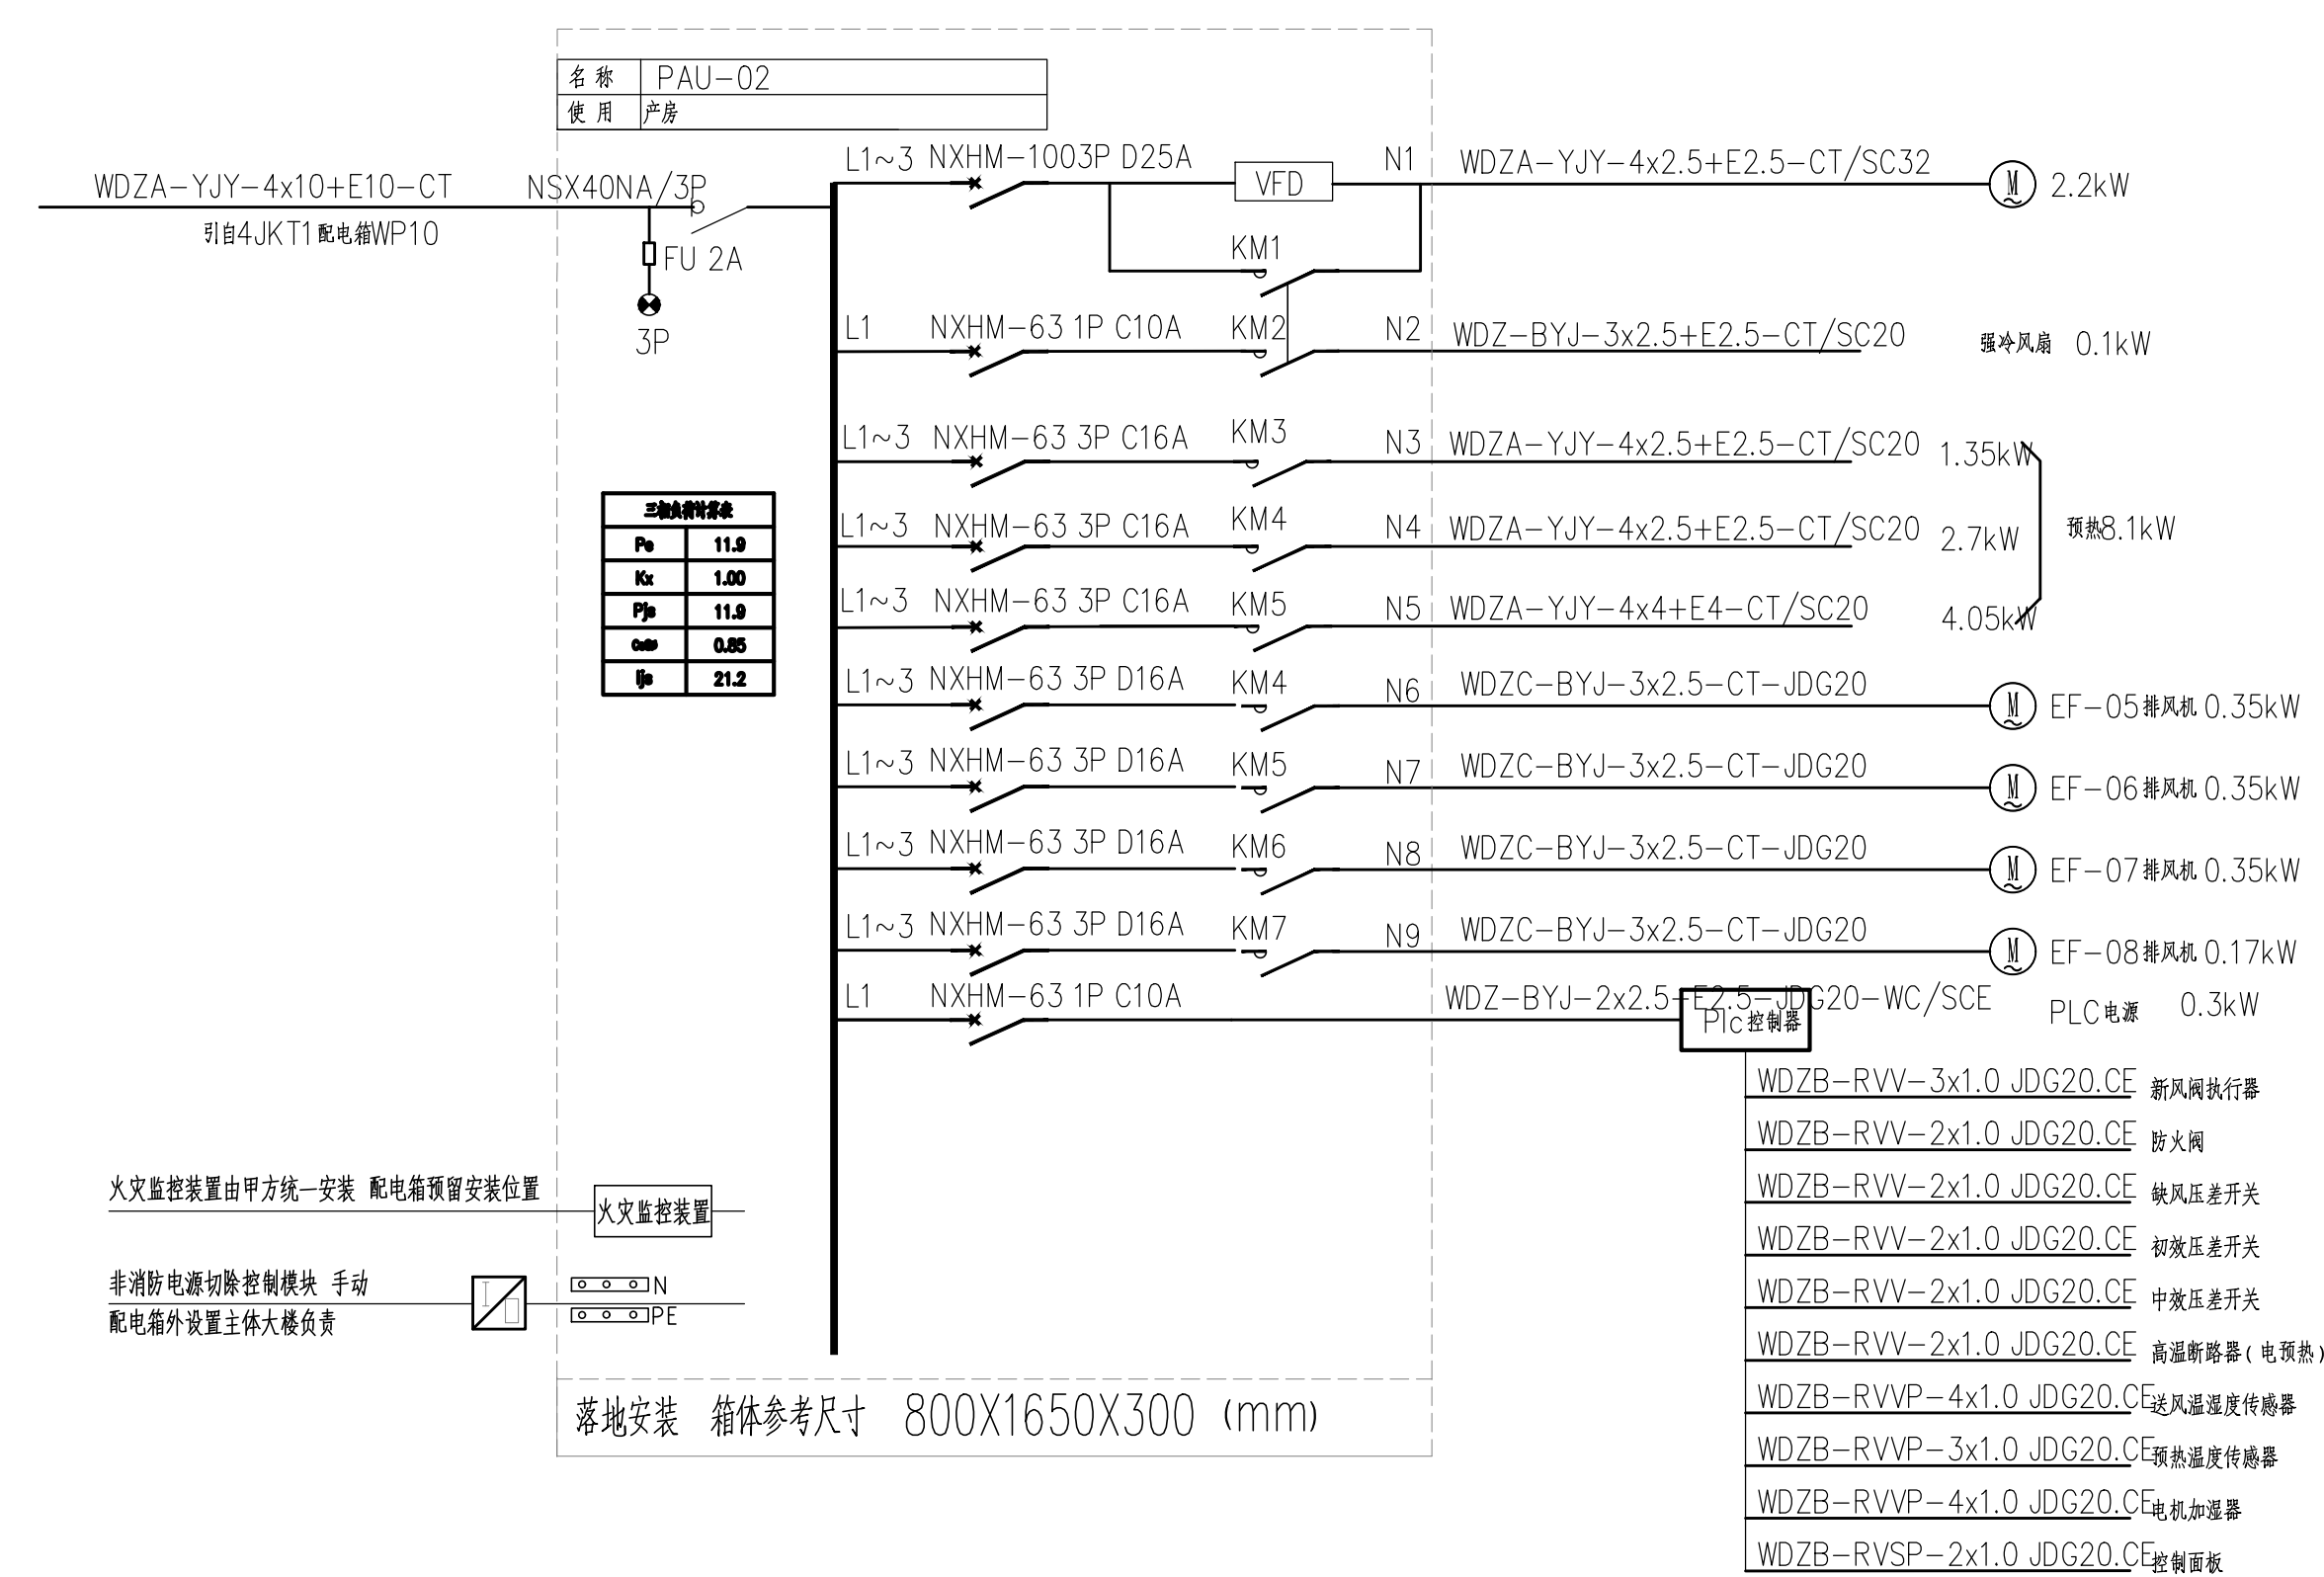 名 称 PAU-02
使 用 产房
WDZA-YJY-4x10+E10-CT
引自4JKT1配电箱WP10
NSX40NA/3P
FU 2A
3P
L1~3 NXHM-1003P D25A VFD N1 WDZA-YJY-4x2.5+E2.5-CT/SC32 M 2.2kW
KM1
L1 NXHM-63 1P C10A KM2 N2 WDZ-BYJ-3x2.5+E2.5-CT/SC20 强冷风扇 0.1kW
L1~3 NXHM-63 3P C16A KM3 N3 WDZA-YJY-4x2.5+E2.5-CT/SC20 1.35kW
L1~3 NXHM-63 3P C16A KM4 N4 WDZA-YJY-4x2.5+E2.5-CT/SC20 2.7kW
预热8.1kW
L1~3 NXHM-63 3P C16A KM5 N5 WDZA-YJY-4x4+E4-CT/SC20 4.05kW
三相负荷计算表
Pe 11.9
Kx 1.00
Pjs 11.9
0.85
Ijs 21.2
L1~3 NXHM-63 3P D16A KM4 N6 WDZC-BYJ-3x2.5-CT-JDG20 M EF-05排风机 0.35kW
L1~3 NXHM-63 3P D16A KM5 N7 WDZC-BYJ-3x2.5-CT-JDG20 M EF-06排风机 0.35kW
L1~3 NXHM-63 3P D16A KM6 N8 WDZC-BYJ-3x2.5-CT-JDG20 M EF-07排风机 0.35kW
L1~3 NXHM-63 3P D16A KM7 N9 WDZC-BYJ-3x2.5-CT-JDG20 M EF-08排风机 0.17kW
L1 NXHM-63 1P C10A WDZ-BYJ-2x2.5+E2.5-JDG20-WC/SCE PLC电源 0.3kW
Plc控制器
WDZB-RVV-3x1.0 JDG20.CE 新风阀执行器
WDZB-RVV-2x1.0 JDG20.CE 防火阀
WDZB-RVV-2x1.0 JDG20.CE 缺风压差开关
WDZB-RVV-2x1.0 JDG20.CE 初效压差开关
WDZB-RVV-2x1.0 JDG20.CE 中效压差开关
WDZB-RVV-2x1.0 JDG20.CE 高温断路器(电预热)
WDZB-RVVP-4x1.0 JDG20.CE 送风温湿度传感器
WDZB-RVVP-3x1.0 JDG20.CE 预热温度传感器
WDZB-RVVP-4x1.0 JDG20.CE 电机加湿器
WDZB-RVSP-2x1.0 JDG20.CE 控制面板
火灾监控装置由甲方统一安装 配电箱预留安装位置
火灾监控装置
非消防电源切除控制模块 手动
配电箱外设置主体大楼负责
N
PE
落地安装 箱体参考尺寸 800X1650X300 (mm)